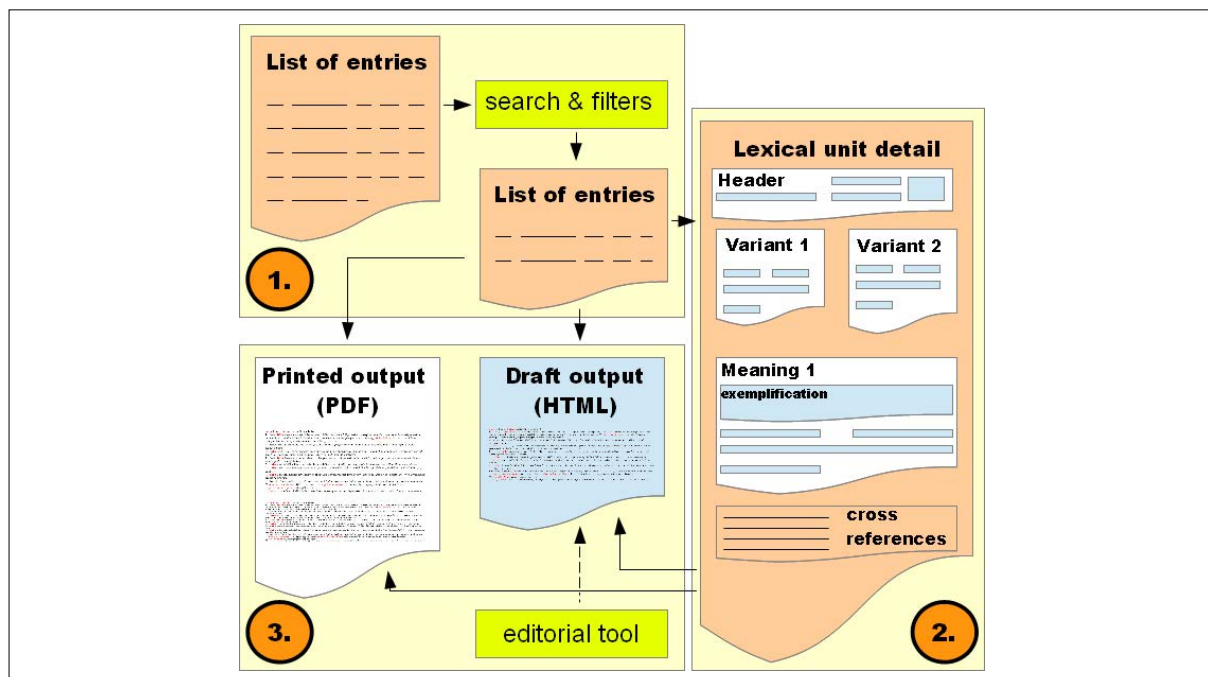 List of entries
search & filters
List of entries
1.
Lexical unit detail
Header
Variant 1
Variant 2
Meaning 1
exemplification
cross
references
2.
Printed output
(PDF)
Draft output
(HTML)
editorial tool
3.